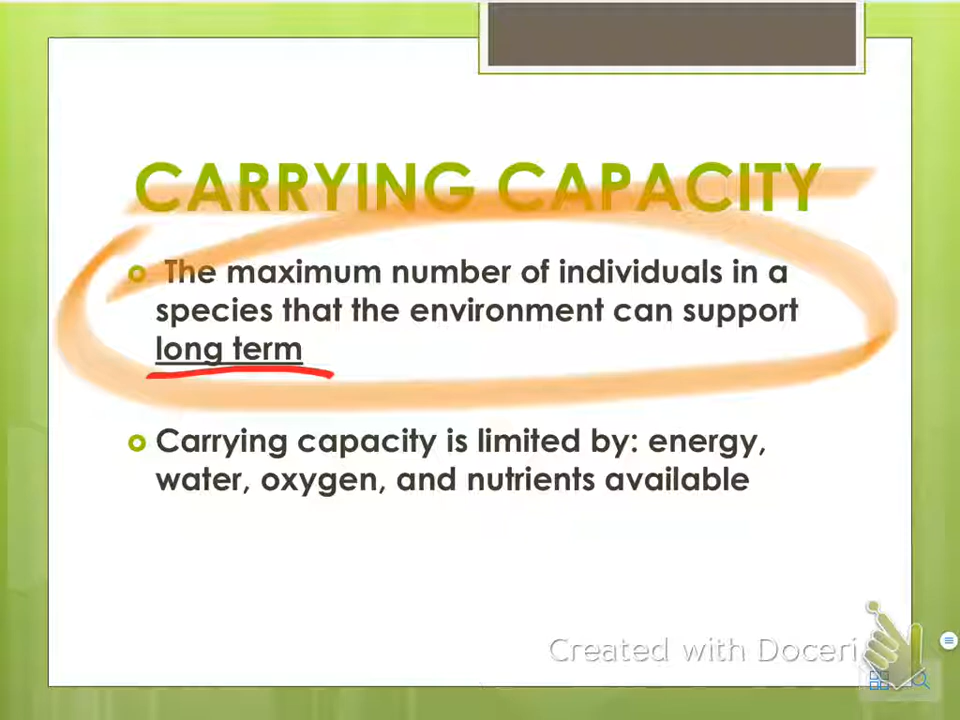 CARRYING CAPACITY
The maximum number of individuals in a
species that the environment can support
long term
Carrying capacity is limited by: energy,
water, oxygen, and nutrients available
Created with Doceri